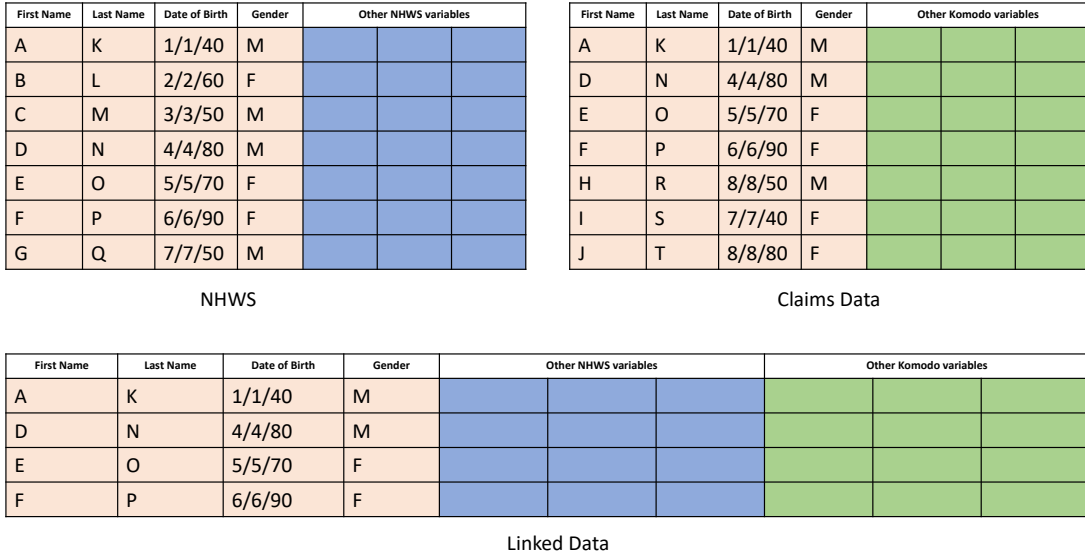 First Name Last Name Date of Birth Gender Other NHWS variables
A K 1/1/40 M
B L 2/2/60 F
C M 3/3/50 M
D N 4/4/80 M
E O 5/5/70 F
F P 6/6/90 F
G Q 7/7/50 M
NHWS
First Name Last Name Date of Birth Gender Other Komodo variables
A K 1/1/40 M
D N 4/4/80 M
E O 5/5/70 F
F P 6/6/90 F
H R 8/8/50 M
I S 7/7/40 F
J T 8/8/80 F
Claims Data
First Name Last Name Date of Birth Gender Other NHWS variables Other Komodo variables
A K 1/1/40 M
D N 4/4/80 M
E O 5/5/70 F
F P 6/6/90 F
Linked Data